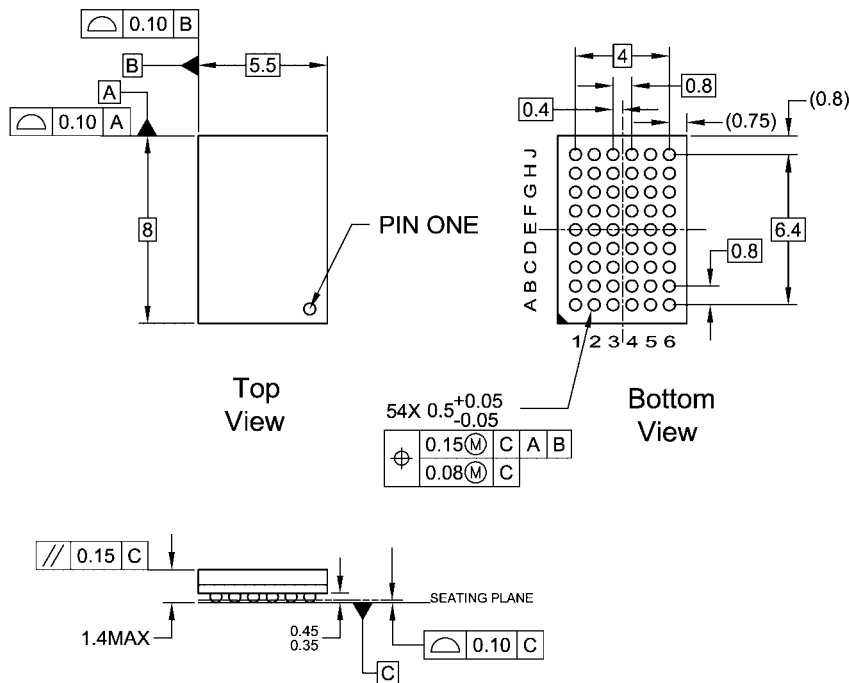 ⌓ 0.10 B
B
5.5
A
⌓ 0.10 A
8
PIN ONE
Top
View
4
0.8
0.4
(0.75)
(0.8)
J
H
G
F
E
D
C
B
A
6.4
0.8
1 2 3 4 5 6
Bottom
View
54X 0.5 +0.05
-0.05
⌖ 0.15Ⓜ C A B
0.08Ⓜ C
// 0.15 C
1.4MAX
0.45
0.35
SEATING PLANE
⌓ 0.10 C
C